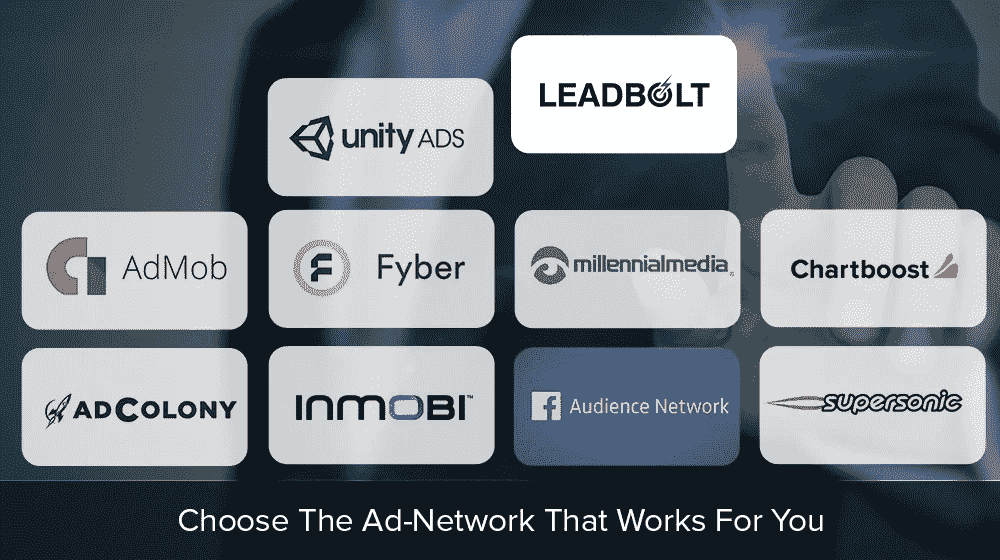 LEADBOLT
unity ADS
AdMob
Fyber
millennialmedia
Chartboost
ADCOLONY
INMOBI™
f Audience Network
supersonic
Choose The Ad-Network That Works For You